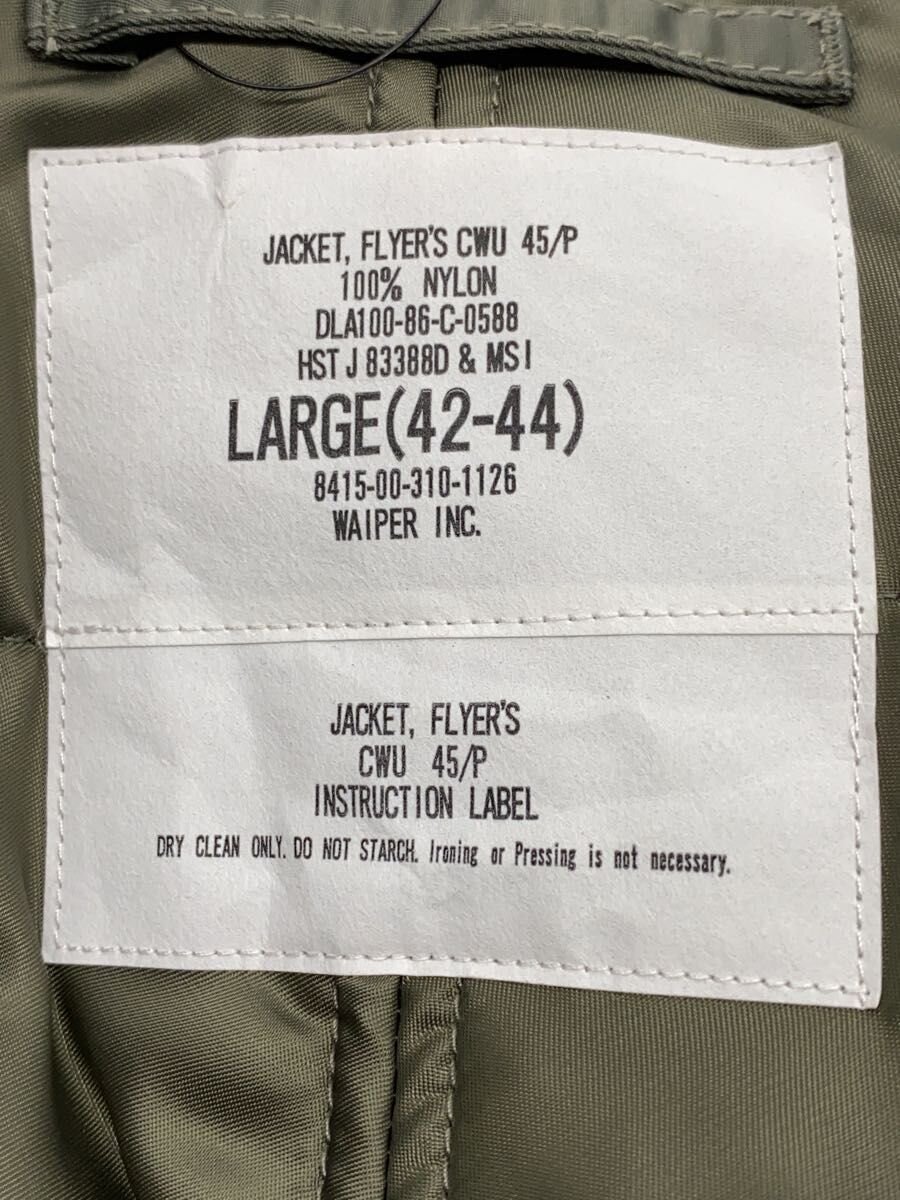 JACKET, FLYER'S CWU 45/P
100% NYLON
DLA100-86-C-0588
HST J 83388D & MS I
LARGE(42-44)
8415-00-310-1126
WAIPER INC.
JACKET, FLYER'S
CWU 45/P
INSTRUCTION LABEL
DRY CLEAN ONLY. DO NOT STARCH. Ironing or Pressing is not necessary.